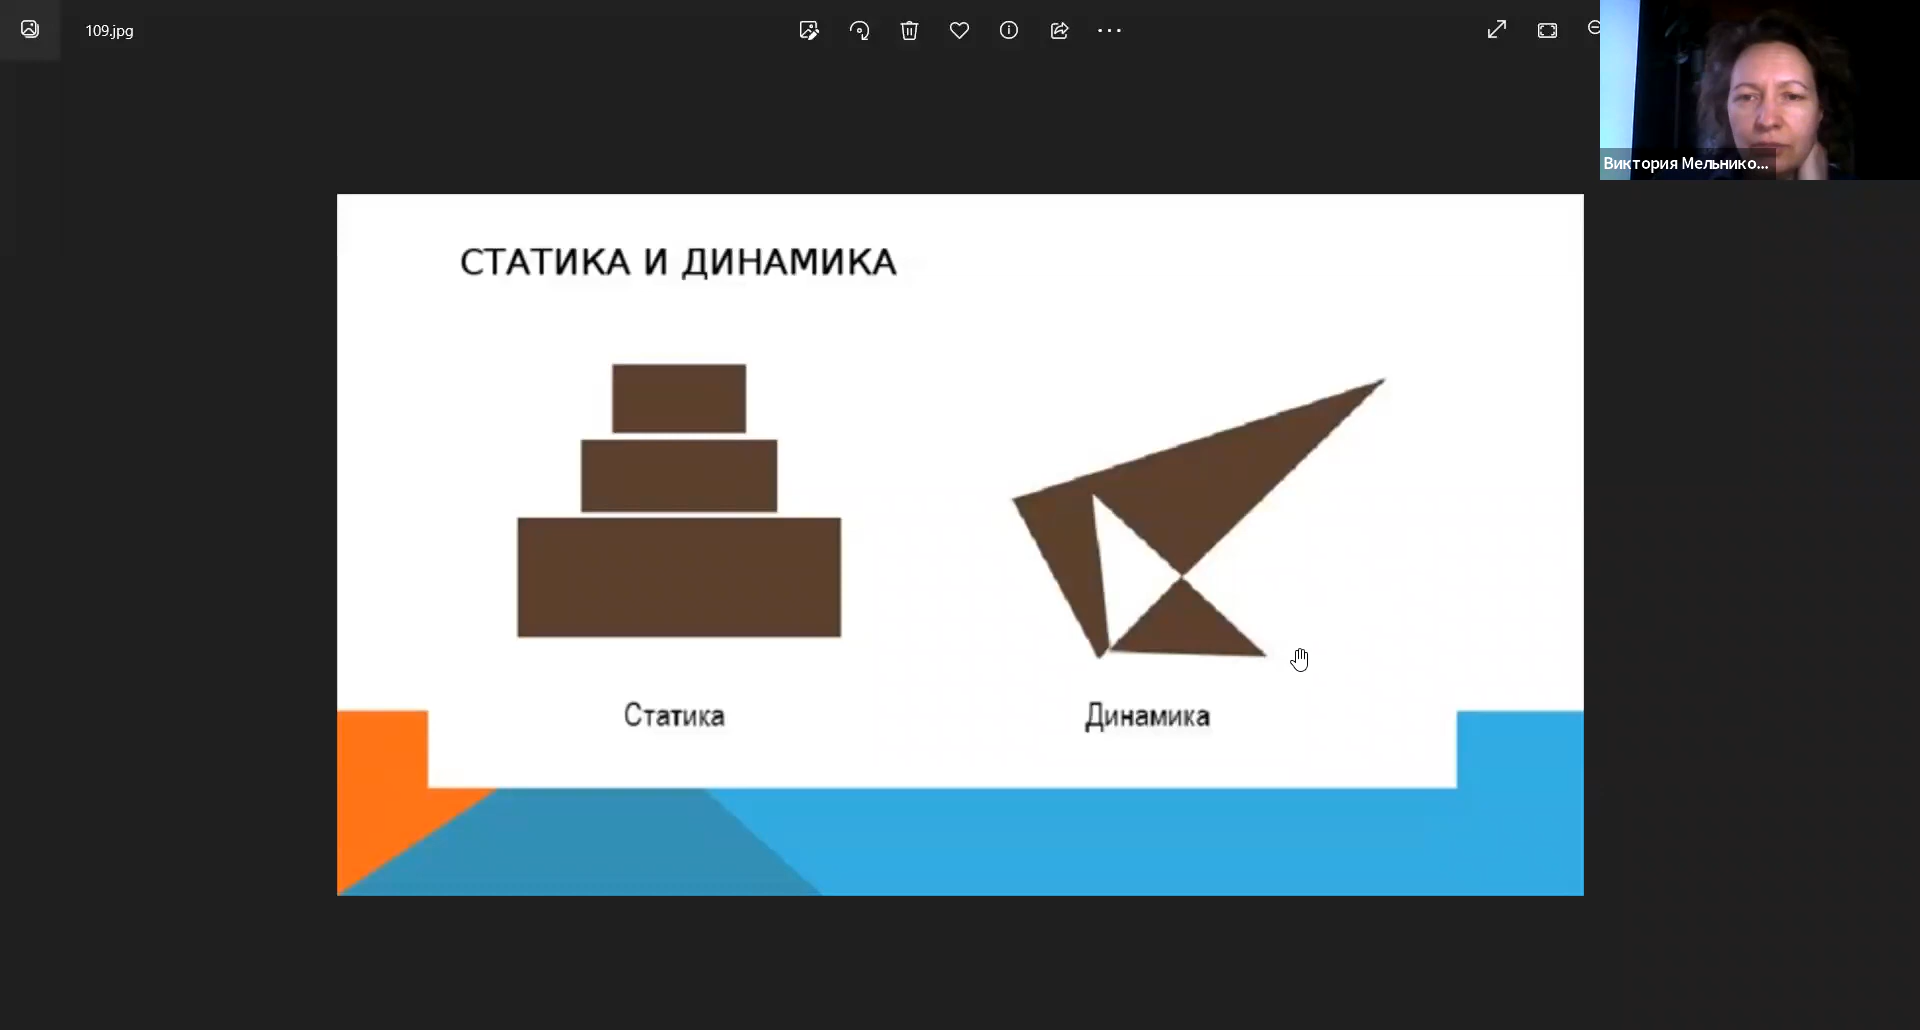 109.jpg
Виктория Мельнико...
СТАТИКА И ДИНАМИКА
Статика
Динамика